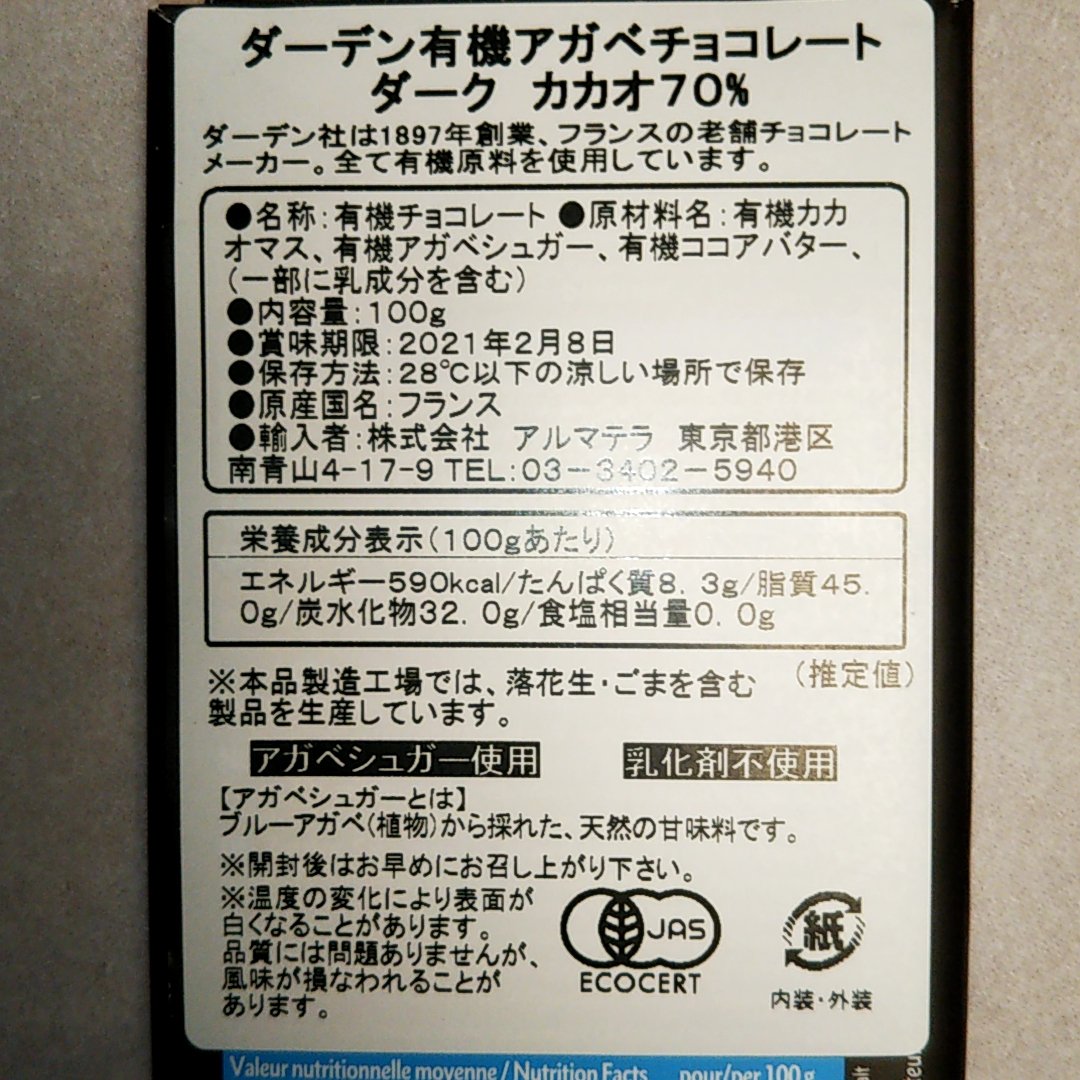 ダーデン有機アガベチョコレート
ダーク カカオ70%
ダーデン社は1897年創業、フランスの老舗チョコレート
メーカー。全て有機原料を使用しています。
●名称:有機チョコレート ●原材料名:有機カカ
オマス、有機アガベシュガー、有機ココアバター、
(一部に乳成分を含む)
●内容量:100g
●賞味期限:2021年2月8日
●保存方法:28℃以下の涼しい場所で保存
●原産国名:フランス
●輸入者:株式会社 アルマテラ 東京都港区
南青山4-17-9 TEL:03-3402-5940
栄養成分表示(100gあたり)
エネルギー590kcal/たんぱく質8.3g/脂質45.
0g/炭水化物32.0g/食塩相当量0.0g
(推定値)
※本品製造工場では、落花生・ごまを含む
製品を生産しています。
アガベシュガー使用 乳化剤不使用
【アガベシュガーとは】
ブルーアガベ(植物)から採れた、天然の甘味料です。
※開封後はお早めにお召し上がり下さい。
※温度の変化により表面が
白くなることがあります。
品質には問題ありませんが、
風味が損なわれることが
あります。
JAS
ECOCERT
紙
内装・外装
Valeur nutritionnelle moyenne / Nutrition Facts pour/per 100 g